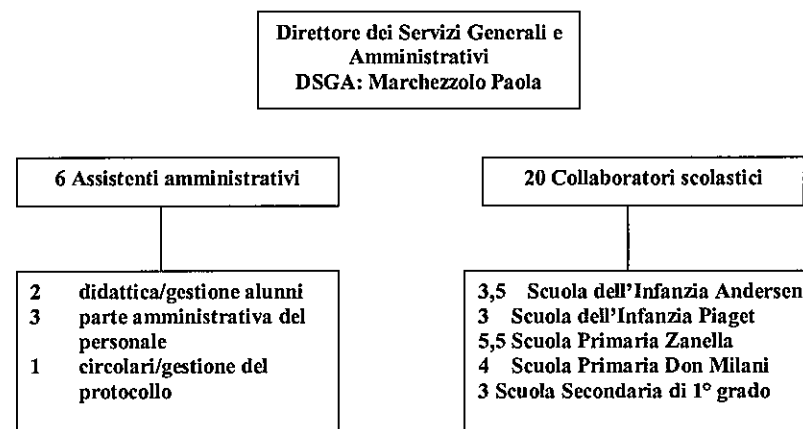 Direttore dei Servizi Generali e
Amministrativi
DSGA: Marchezzolo Paola
6 Assistenti amministrativi
20 Collaboratori scolastici
2 didattica/gestione alunni
3 parte amministrativa del
personale
1 circolari/gestione del
protocollo
3,5 Scuola dell'Infanzia Andersen
3 Scuola dell'Infanzia Piaget
5,5 Scuola Primaria Zanella
4 Scuola Primaria Don Milani
3 Scuola Secondaria di 1° grado